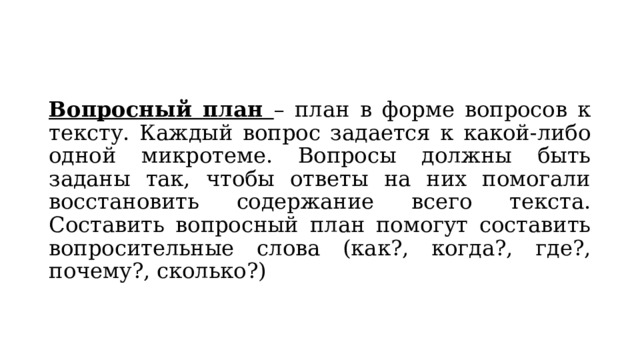 Вопросный план – план в форме вопросов к
тексту. Каждый вопрос задается к какой-либо
одной микротеме. Вопросы должны быть
заданы так, чтобы ответы на них помогали
восстановить содержание всего текста.
Составить вопросный план помогут составить
вопросительные слова (как?, когда?, где?,
почему?, сколько?)